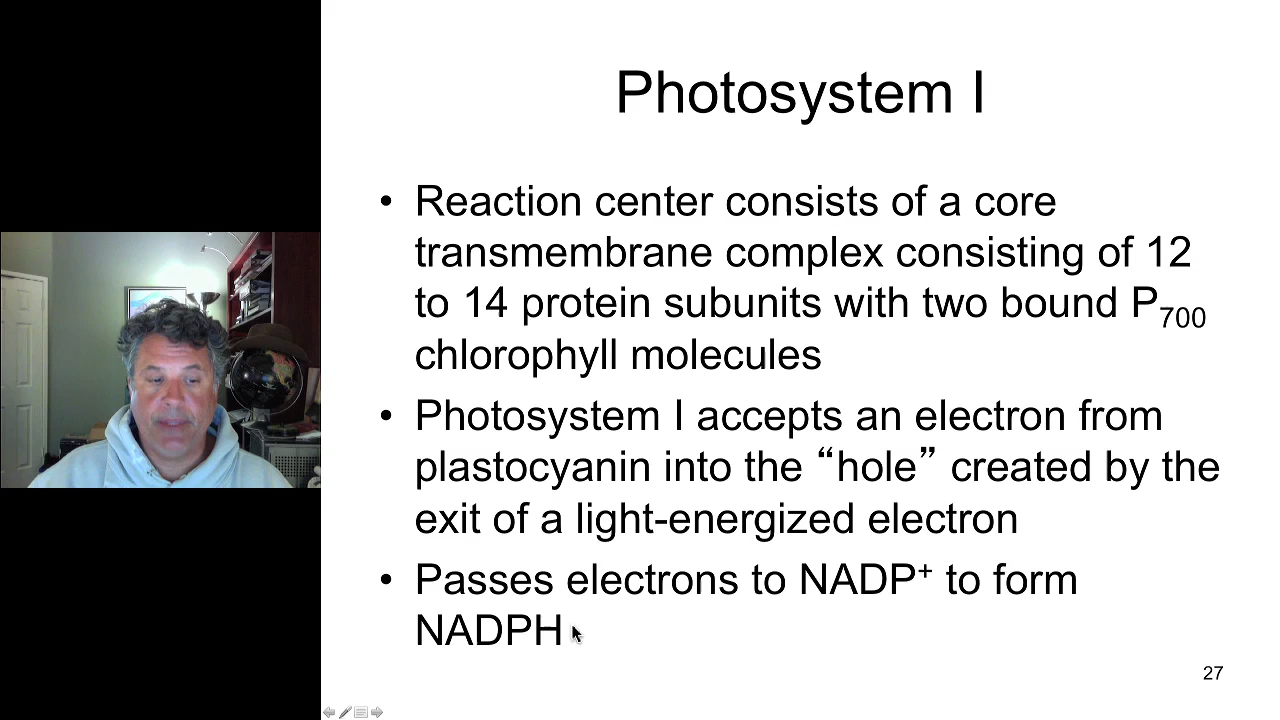 Photosystem I
• Reaction center consists of a core
transmembrane complex consisting of 12
to 14 protein subunits with two bound P₇₀₀
chlorophyll molecules
• Photosystem I accepts an electron from
plastocyanin into the “hole” created by the
exit of a light-energized electron
• Passes electrons to NADP⁺ to form
NADPH
27